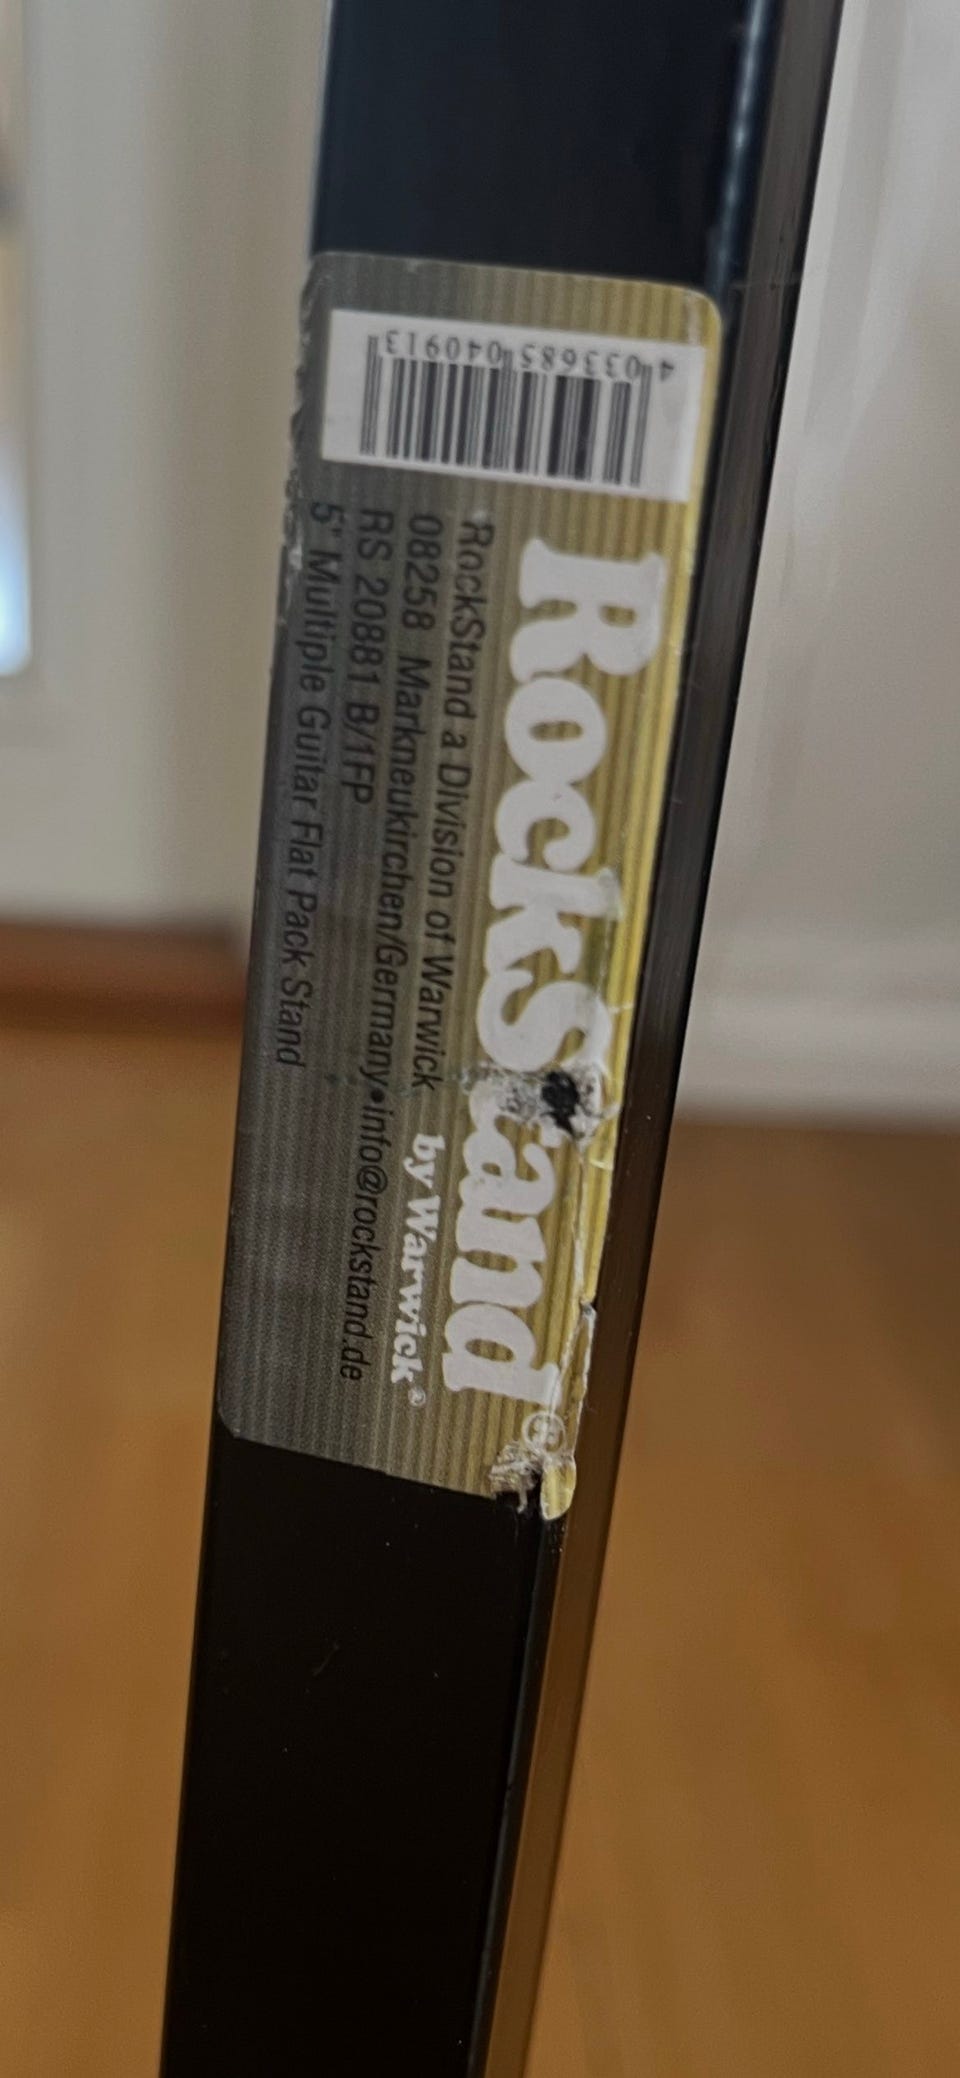 4 033685 040913
RockStand®
by Warwick®
RockStand a Division of Warwick
08258 Markneukirchen/Germany•info@rockstand.de
RS 20881 B/1FP
5' Multiple Guitar Flat Pack Stand